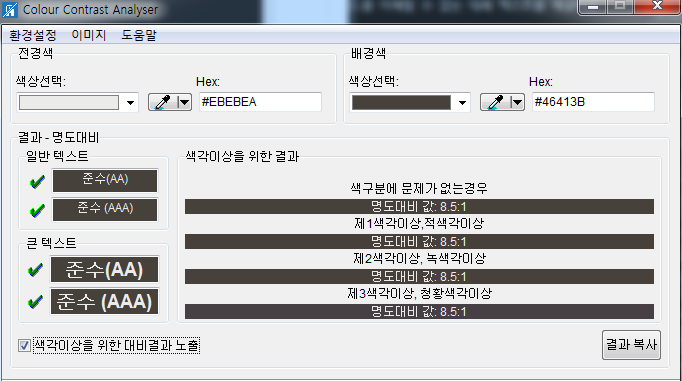 Colour Contrast Analyser
환경설정 이미지 도움말
전경색
색상선택: Hex:
#EBEBEA
배경색
색상선택: Hex:
#46413B
결과 - 명도대비
일반 텍스트
준수(AA)
준수 (AAA)
큰 텍스트
준수(AA)
준수 (AAA)
색각이상을 위한 결과
색구분에 문제가 없는경우
명도대비 값: 8.5:1
제1색각이상,적색각이상
명도대비 값: 8.5:1
제2색각이상, 녹색각이상
명도대비 값: 8.5:1
제3색각이상, 청황색각이상
명도대비 값: 8.5:1
색각이상을 위한 대비결과 노출
결과 복사